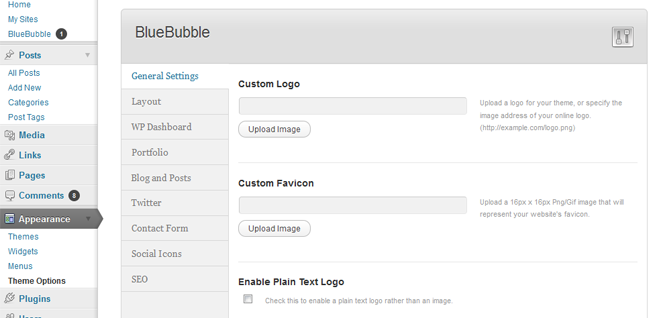 Home
My Sites
BlueBubble 1
Posts
All Posts
Add New
Categories
Post Tags
Media
Links
Pages
Comments 8
Appearance
Themes
Widgets
Menus
Theme Options
Plugins
BlueBubble
General Settings
Layout
WP Dashboard
Portfolio
Blog and Posts
Twitter
Contact Form
Social Icons
SEO
Custom Logo
Upload Image
Upload a logo for your theme, or specify the
image address of your online logo.
(http://example.com/logo.png)
Custom Favicon
Upload Image
Upload a 16px x 16px Png/Gif image that will
represent your website's favicon.
Enable Plain Text Logo
Check this to enable a plain text logo rather than an image.